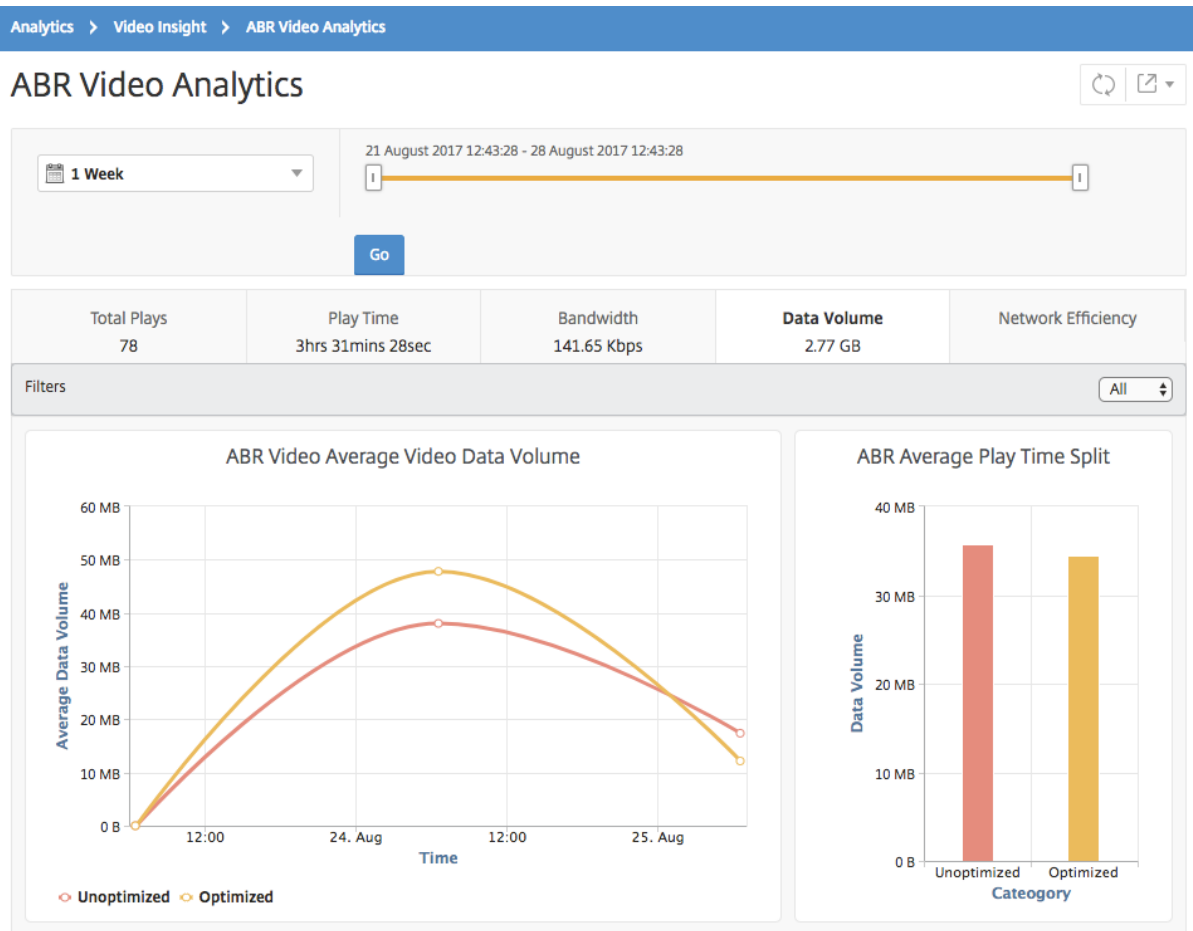 Analytics > Video Insight > ABR Video Analytics
ABR Video Analytics
1 Week
21 August 2017 12:43:28 - 28 August 2017 12:43:28
Go
Total Plays
78
Play Time
3hrs 31mins 28sec
Bandwidth
141.65 Kbps
Data Volume
2.77 GB
Network Efficiency
Filters
All
ABR Video Average Video Data Volume
Average Data Volume
60 MB
50 MB
40 MB
30 MB
20 MB
10 MB
0 B
12:00
24. Aug
12:00
25. Aug
Time
Unoptimized
Optimized
ABR Average Play Time Split
Data Volume
40 MB
30 MB
20 MB
10 MB
0 B
Unoptimized
Optimized
Cateogory